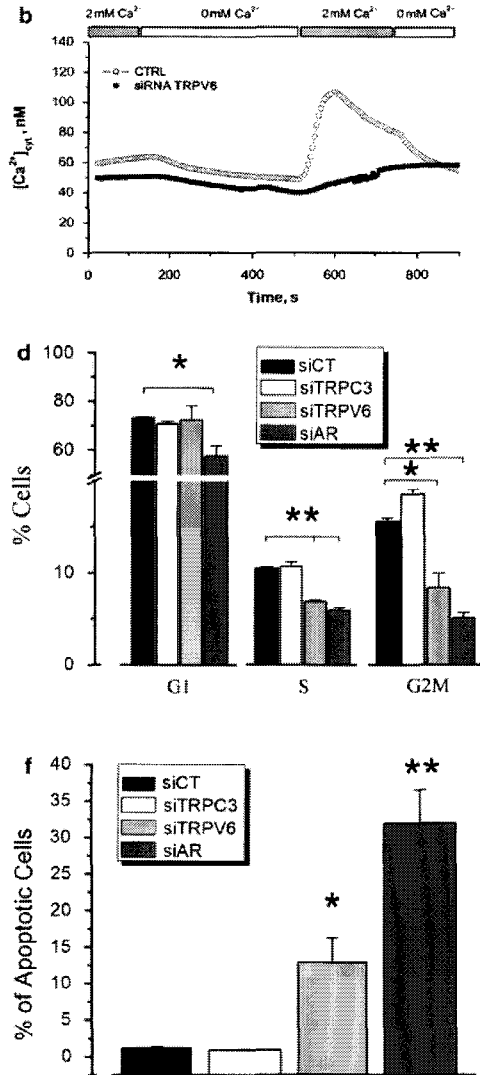 b
2mM Ca²⁻ 0mM Ca²⁻ 2mM Ca²⁻ 0mM Ca²⁻
140
120
100
80
60
40
20
0
[Ca²⁺]cyt, nM
CTRL
siRNA TRPV6
0 200 400 600 800
Time, s
d
100
80
60
10
0
% Cells
*
**
**
*
siCT
siTRPC3
siTRPV6
siAR
G1 S G2M
f
40
35
30
25
20
15
10
5
0
% of Apoptotic Cells
siCT
siTRPC3
siTRPV6
siAR
*
**